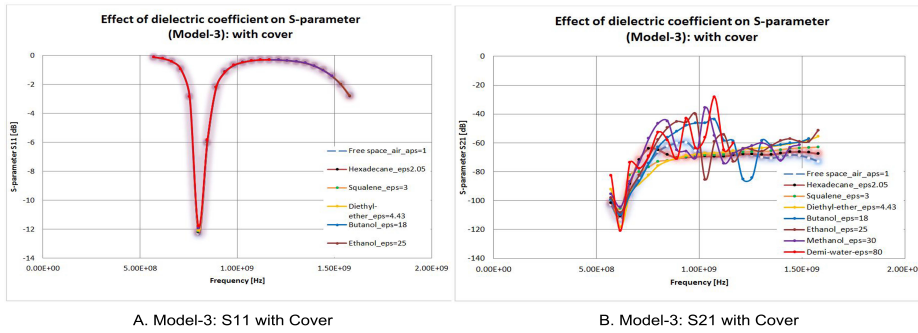 Effect of dielectric coefficient on S-parameter
(Model-3): with cover
S-parameter S11 [dB]
0
-2
-4
-6
-8
-10
-12
-14
0.00E+00
5.00E+08
1.00E+09
1.50E+09
2.00E+09
Frequency [Hz]
Free space_air_aps=1
Hexadecane_eps2.05
Squalene_eps=3
Diethyl-
ether_eps=4.43
Butanol_eps=18
Ethanol_eps=25
A. Model-3: S11 with Cover
Effect of dielectric coefficient on S-parameter
(Model-3): with cover
S-parameter S21 [dB]
0
-20
-40
-60
-80
-100
-120
-140
0.00E+00
5.00E+08
1.00E+09
1.50E+09
2.00E+09
Frequency [Hz]
Free space_air_aps=1
Hexadecane_eps2.05
Squalene_eps=3
Diethyl-ether_eps=4.43
Butanol_eps=18
Ethanol_eps=25
Methanol_eps=30
Demi-water-eps=80
B. Model-3: S21 with Cover